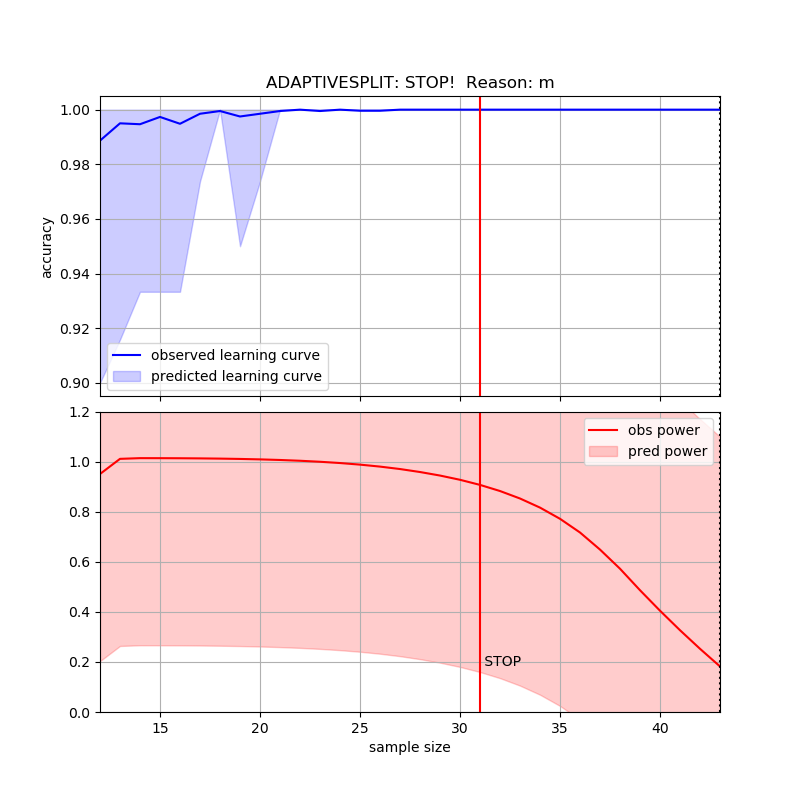 ADAPTIVESPLIT: STOP!  Reason: m
1.00
0.98
0.96
0.94
0.92
0.90
accuracy
observed learning curve
predicted learning curve
1.2
1.0
0.8
0.6
0.4
0.2
0.0
obs power
pred power
STOP
15
20
25
30
35
40
sample size